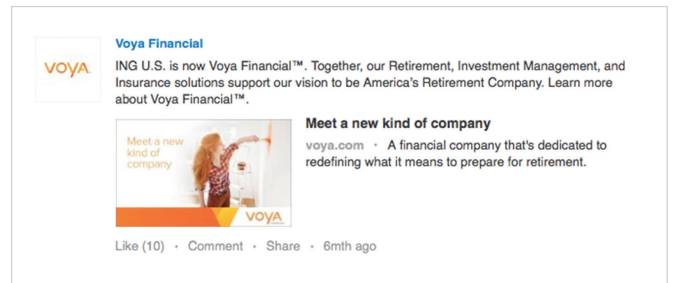 VOYA
Voya Financial
ING U.S. is now Voya Financial™. Together, our Retirement, Investment Management, and
Insurance solutions support our vision to be America's Retirement Company. Learn more
about Voya Financial™.
Meet a new
kind of
company
VOYA
Meet a new kind of company
voya.com · A financial company that's dedicated to
redefining what it means to prepare for retirement.
Like (10) · Comment · Share · 6mth ago